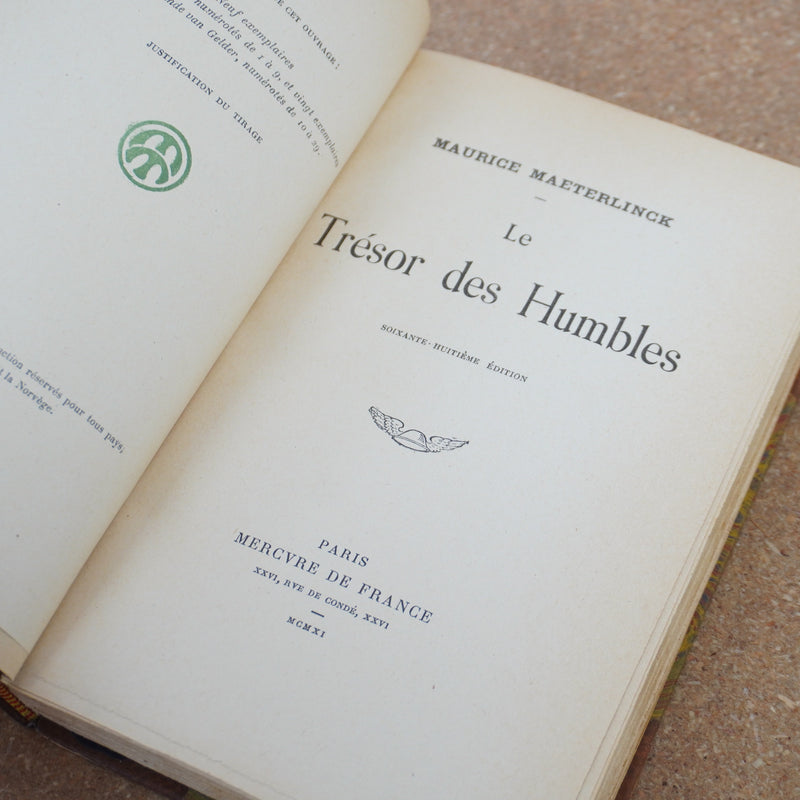 CET OUVRAGE :
Neuf exemplaires
numérotés de 1 à 9, et vingt exemplaires
van Gelder, numérotés de 10 à 29.
JUSTIFICATION DU TIRAGE
réservés pour tous pays,
la Norvège.
MAURICE MAETERLINCK
Le
Trésor des Humbles
SOIXANTE-HUITIÈME ÉDITION
PARIS
MERCVRE DE FRANCE
XXVI, RVE DE CONDÉ, XXVI
MCMXI